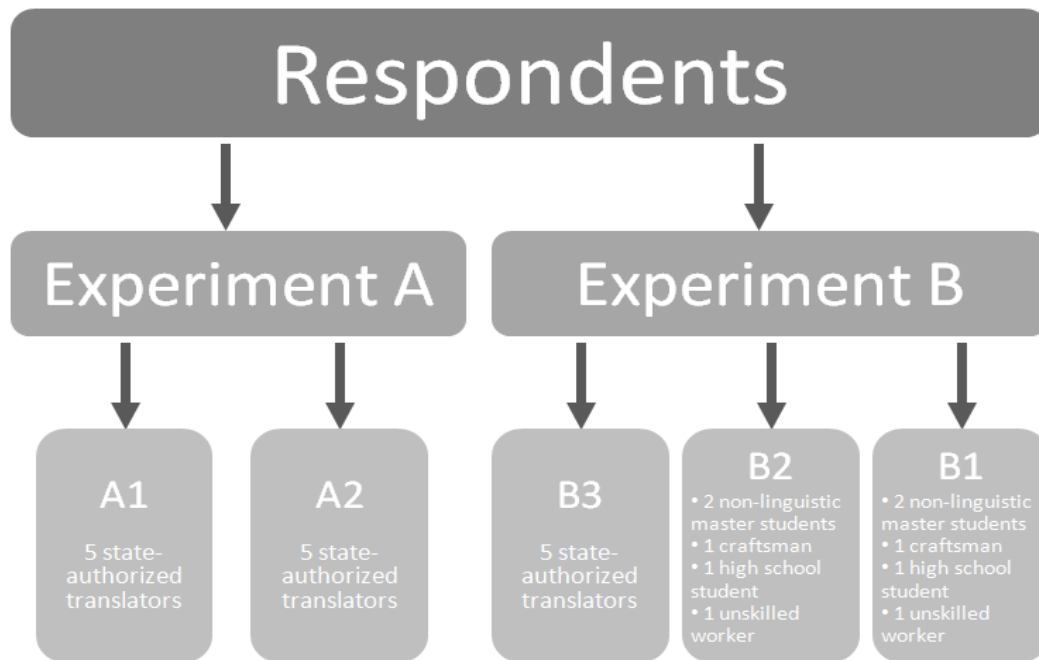 Respondents
Experiment A
Experiment B
A1
5 state-
authorized
translators
A2
5 state-
authorized
translators
B3
5 state-
authorized
translators
B2
• 2 non-linguistic
master students
• 1 craftsman
• 1 high school
student
• 1 unskilled
worker
B1
• 2 non-linguistic
master students
• 1 craftsman
• 1 high school
student
• 1 unskilled
worker